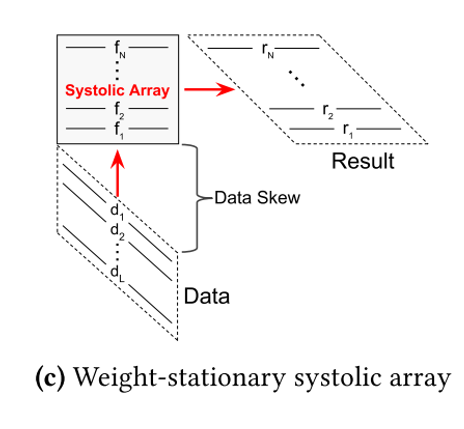 f_N
r_N
Systolic Array
f_2
r_2
f_1
r_1
Result
Data Skew
d_1
d_2
d_L
Data
(c) Weight-stationary systolic array